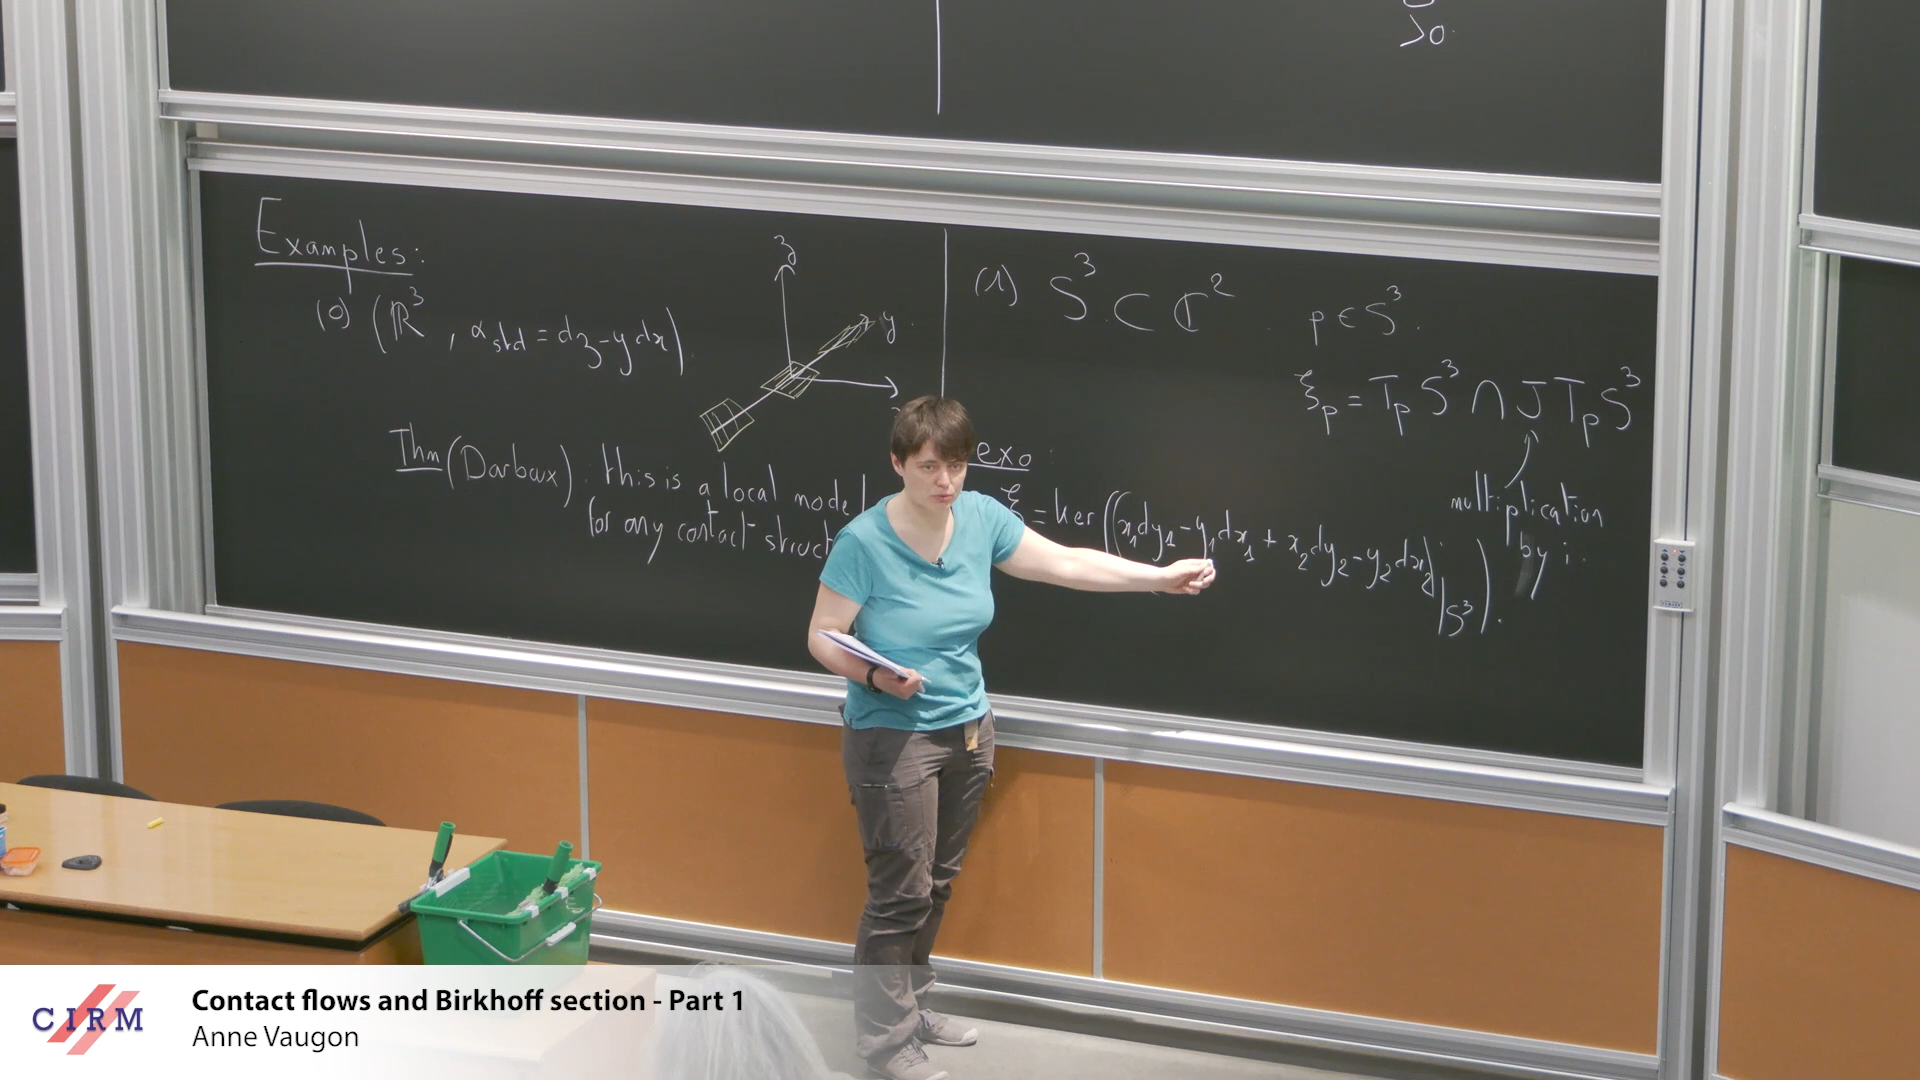 >0.
Examples:
(0) (ℝ³, α_std = dz - y dx).
z
y
Thm (Darboux): this is a local model
for any contact struct
(1) S³ ⊂ ℂ². p ∈ S³.
ξ_p = T_p S³ ∩ J T_p S³
multiplication
by i.
exo:
ξ = ker ((x₁dy₁ - y₁dx₁ + x₂dy₂ - y₂dx₂)|S³).
CIRM
Contact flows and Birkhoff section - Part 1
Anne Vaugon